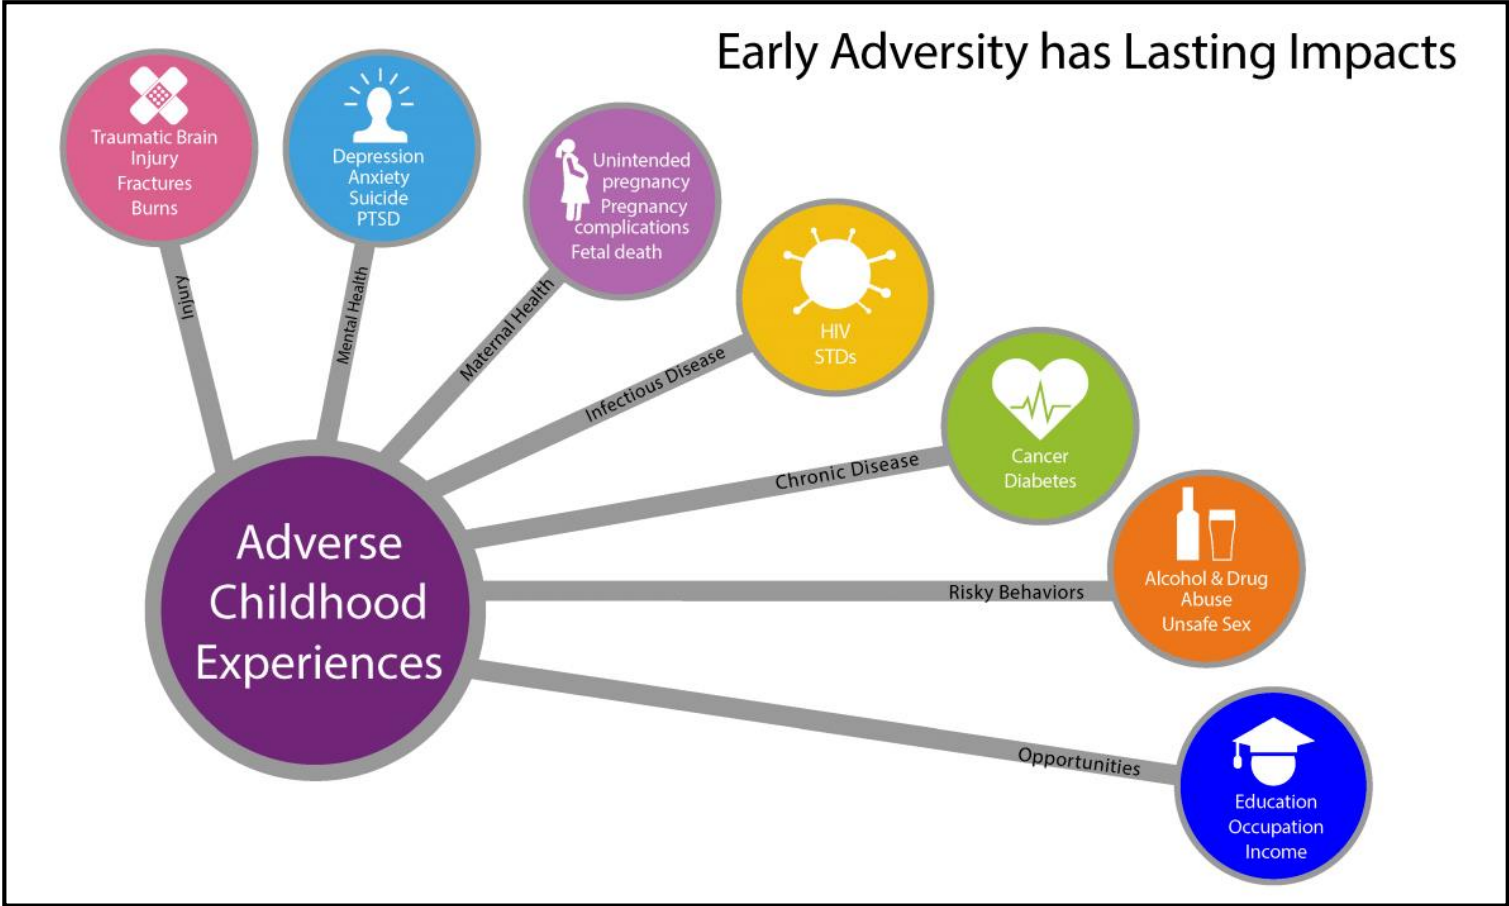 Early Adversity has Lasting Impacts
Traumatic Brain
Injury
Fractures
Burns
Injury
Depression
Anxiety
Suicide
PTSD
Mental Health
Unintended
pregnancy
Pregnancy
complications
Fetal death
Maternal Health
HIV
STDs
Infectious Disease
Cancer
Diabetes
Chronic Disease
Alcohol & Drug
Abuse
Unsafe Sex
Risky Behaviors
Education
Occupation
Income
Opportunities
Adverse
Childhood
Experiences